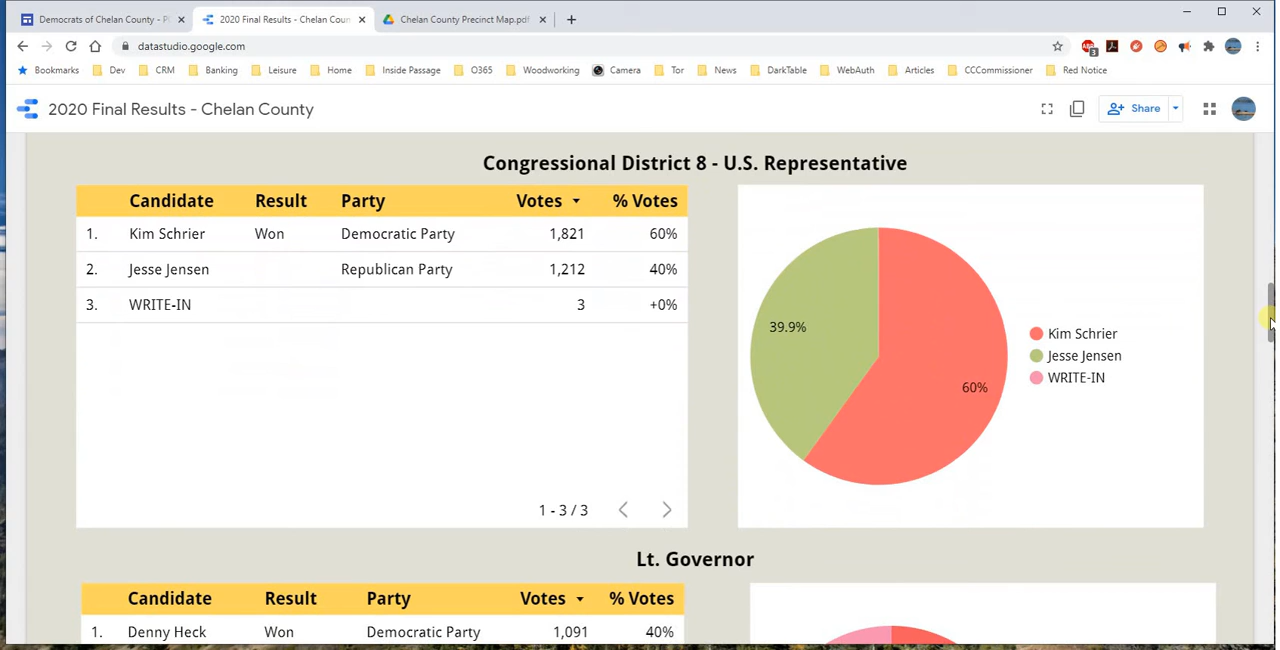 Democrats of Chelan County - P
2020 Final Results - Chelan Coun
Chelan County Precinct Map.pdf
datastudio.google.com
3
Bookmarks Dev CRM Banking Leisure Home Inside Passage O365 Woodworking Camera Tor News DarkTable WebAuth Articles CCCommissioner Red Notice
2020 Final Results - Chelan County
Share
Congressional District 8 - U.S. Representative
Candidate Result Party Votes % Votes
1. Kim Schrier Won Democratic Party 1,821 60%
2. Jesse Jensen Republican Party 1,212 40%
3. WRITE-IN 3 +0%
1 - 3 / 3
39.9%
60%
Kim Schrier
Jesse Jensen
WRITE-IN
Lt. Governor
Candidate Result Party Votes % Votes
1. Denny Heck Won Democratic Party 1,091 40%